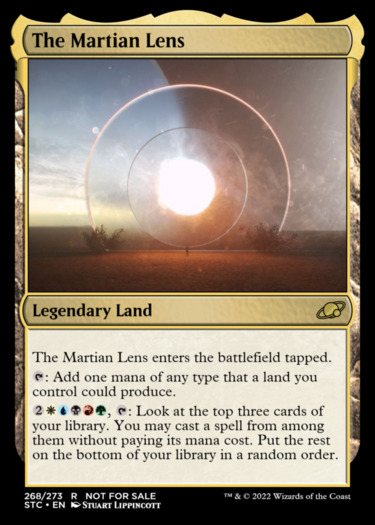 The Martian Lens
Legendary Land
The Martian Lens enters the battlefield tapped.
: Add one mana of any type that a land you
control could produce.
2 , : Look at the top three cards of
your library. You may cast a spell from among
them without paying its mana cost. Put the rest
on the bottom of your library in a random order.
268/273 R NOT FOR SALE
STC • EN Stuart Lippincott
™ & © 2022 Wizards of the Coast